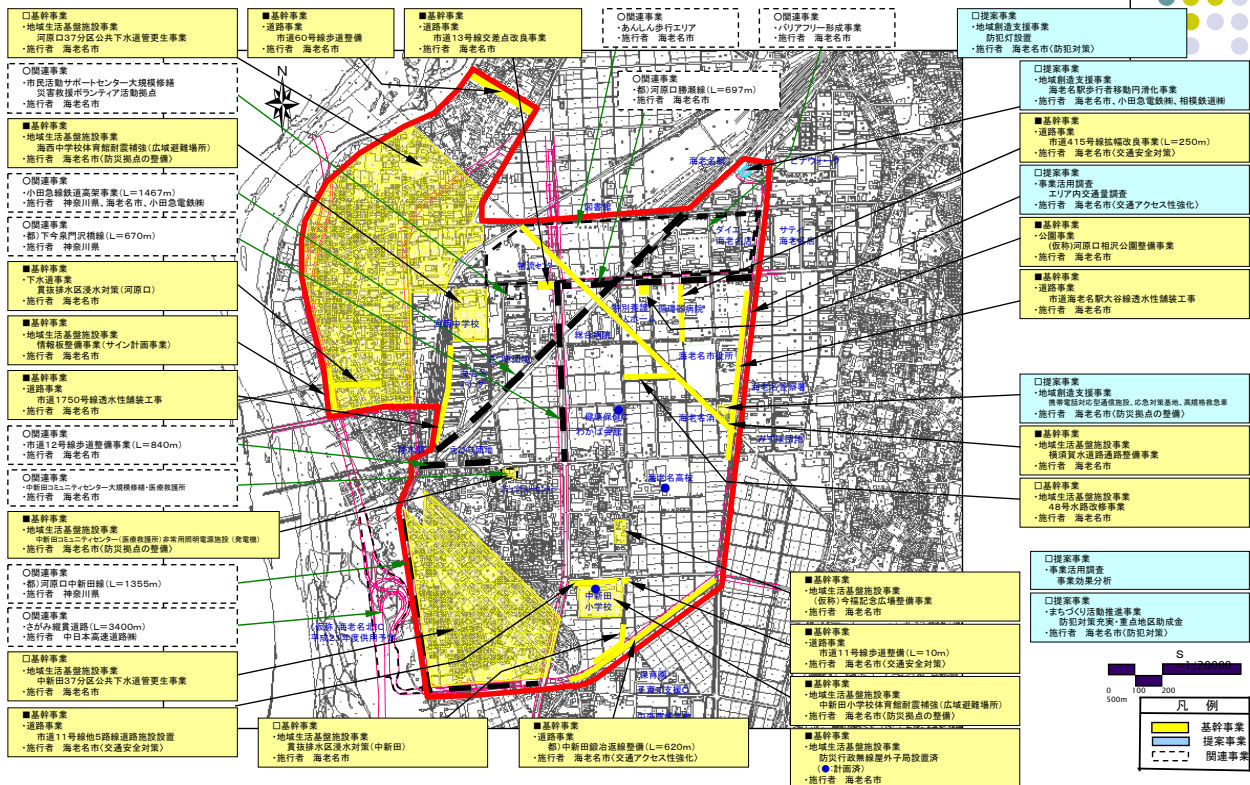 □基幹事業
・地域生活基盤施設事業
河原口37分区公共下水道管更生事業
・施行者　海老名市
■基幹事業
・道路事業
市道60号線歩道整備
・施行者　海老名市
■基幹事業
・道路事業
市道13号線交差点改良事業
・施行者　海老名市
○関連事業
・あんしん歩行エリア
・施行者　海老名市
○関連事業
・バリアフリー形成事業
・施行者　海老名市
□提案事業
・地域創造支援事業
防犯灯設置
・施行者　海老名市(防犯対策)
○関連事業
・市民活動サポートセンター大規模修繕
災害救援ボランティア活動拠点
・施行者　海老名市
■基幹事業
・地域生活基盤施設事業
海西中学校体育館耐震補強(広域避難場所)
・施行者　海老名市(防災拠点の整備)
○関連事業
・小田急線鉄道高架事業(L=1467m)
・施行者　神奈川県、海老名市、小田急電鉄㈱
○関連事業
・都)下今泉門沢橋線(L=670m)
・施行者　神奈川県
■基幹事業
・下水道事業
貫抜排水区浸水対策(河原口)
・施行者　海老名市
■基幹事業
・地域生活基盤施設事業
情報板整備事業(サイン計画事業)
・施行者　海老名市
■基幹事業
・道路事業
市道1750号線透水性舗装工事
・施行者　海老名市
○関連事業
・市道12号線歩道整備事業(L=840m)
・施行者　海老名市
○関連事業
・中新田コミュニティセンター大規模修繕・医療救護所
・施行者　海老名市
■基幹事業
・地域生活基盤施設事業
中新田コミュニティセンター(医療救護所)非常用照明電源施設（発電機）
・施行者　海老名市(防災拠点の整備)
○関連事業
・都)河原口中新田線(L=1355m)
・施行者　神奈川県
○関連事業
・さがみ縦貫道路(L=3400m)
・施行者　中日本高速道路㈱
□基幹事業
・地域生活基盤施設事業
中新田37分区公共下水道管更生事業
・施行者　海老名市
■基幹事業
・道路事業
市道11号線他5路線道路施設設置
・施行者　海老名市(交通安全対策)
○関連事業
・都)河原口勝瀬線(L=697m)
・施行者　海老名市
N
海老名駅
ビナウォーク
図書館
ダイエー
海老名店
サティ
海老名店
総合病院
海老名市役所
海老名警察署
わかば会館
海老名高校
中新田
小学校
保育園
□提案事業
・地域創造支援事業
海老名駅歩行者移動円滑化事業
・施行者　海老名市、小田急電鉄㈱、相模鉄道㈱
■基幹事業
・道路事業
市道415号線拡幅改良事業(L=250m)
・施行者　海老名市(交通安全対策)
□提案事業
・事業活用調査
エリア内交通量調査
・施行者　海老名市(交通アクセス性強化)
■基幹事業
・公園事業
(仮称)河原口相沢公園整備事業
・施行者　海老名市
■基幹事業
・道路事業
市道海老名駅大谷線透水性舗装工事
・施行者　海老名市
□提案事業
・地域創造支援事業
携帯電話対応型通信施設、応急対策基地、高規格救急車
・施行者　海老名市(防災拠点の整備)
■基幹事業
・地域生活基盤施設事業
横須賀水道道路整備事業
・施行者　海老名市
□基幹事業
・地域生活基盤施設事業
48号水路改修事業
・施行者　海老名市
□提案事業
・事業活用調査
事業効果分析
□提案事業
・まちづくり活動推進事業
防犯対策充実・重点地区助成金
・施行者　海老名市(防犯対策)
□基幹事業
・地域生活基盤施設事業
貫抜排水区浸水対策(中新田)
・施行者　海老名市
■基幹事業
・道路事業
都)中新田鍛冶返線整備(L=620m)
・施行者　海老名市(交通アクセス性強化)
■基幹事業
・地域生活基盤施設事業
(仮称)今福記念広場整備事業
・施行者　海老名市
■基幹事業
・道路事業
市道11号線歩道整備(L=10m)
・施行者　海老名市(交通安全対策)
■基幹事業
・地域生活基盤施設事業
中新田小学校体育館耐震補強(広域避難場所)
・施行者　海老名市(防災拠点の整備)
■基幹事業
・地域生活基盤施設事業
防災行政無線屋外子局設置済
(●:計画済)
・施行者　海老名市
S
=1/20000
0 100 200
500m
凡　例
基幹事業
提案事業
関連事業